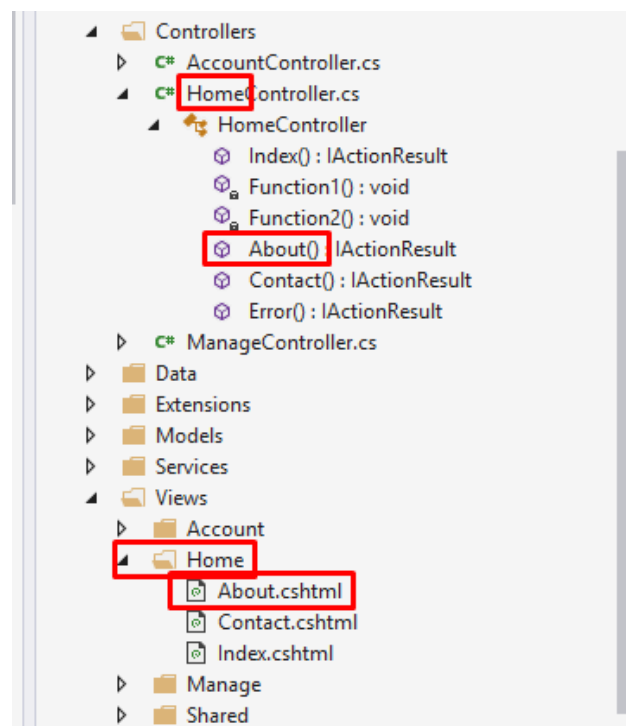 Controllers
C# AccountController.cs
C# HomeController.cs
HomeController
Index() : IActionResult
Function1() : void
Function2() : void
About() : IActionResult
Contact() : IActionResult
Error() : IActionResult
C# ManageController.cs
Data
Extensions
Models
Services
Views
Account
Home
About.cshtml
Contact.cshtml
Index.cshtml
Manage
Shared